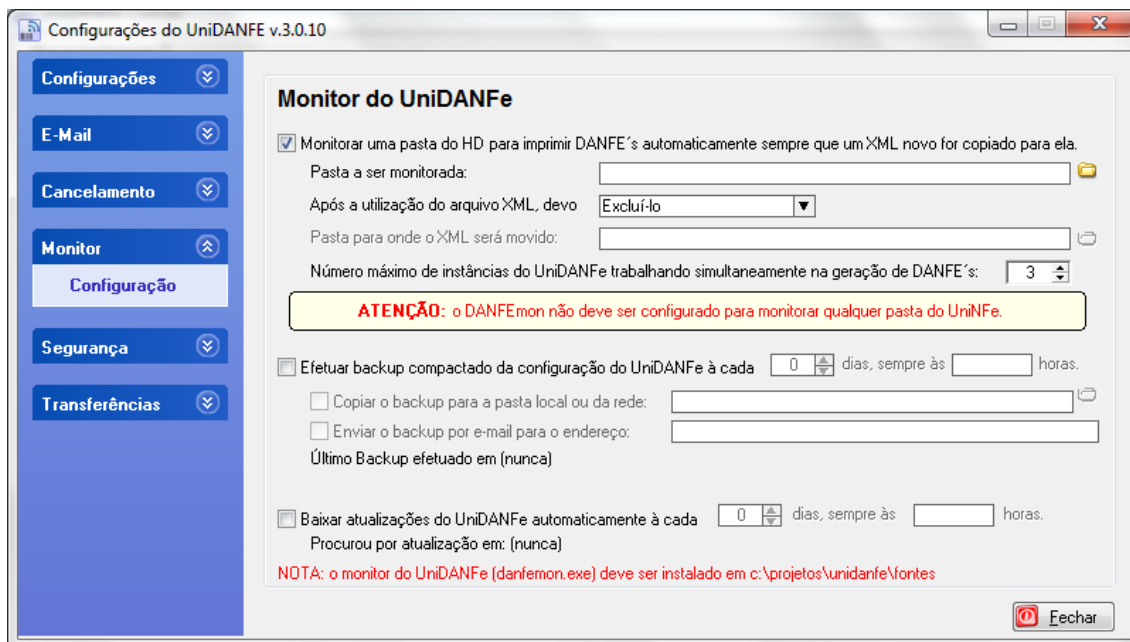 Configurações do UniDANFE v.3.0.10
Configurações
E-Mail
Cancelamento
Monitor
Configuração
Segurança
Transferências
Monitor do UniDANFe
Monitorar uma pasta do HD para imprimir DANFE´s automaticamente sempre que um XML novo for copiado para ela.
Pasta a ser monitorada:
Após a utilização do arquivo XML, devo Excluí-lo
Pasta para onde o XML será movido:
Número máximo de instâncias do UniDANFe trabalhando simultaneamente na geração de DANFE´s: 3
ATENÇÃO: o DANFEmon não deve ser configurado para monitorar qualquer pasta do UniNFe.
Efetuar backup compactado da configuração do UniDANFe à cada 0 dias, sempre às horas.
Copiar o backup para a pasta local ou da rede:
Enviar o backup por e-mail para o endereço:
Último Backup efetuado em (nunca)
Baixar atualizações do UniDANFe automaticamente à cada 0 dias, sempre às horas.
Procurou por atualização em: (nunca)
NOTA: o monitor do UniDANFe (danfemon.exe) deve ser instalado em c:\projetos\unidanfe\fontes
Fechar